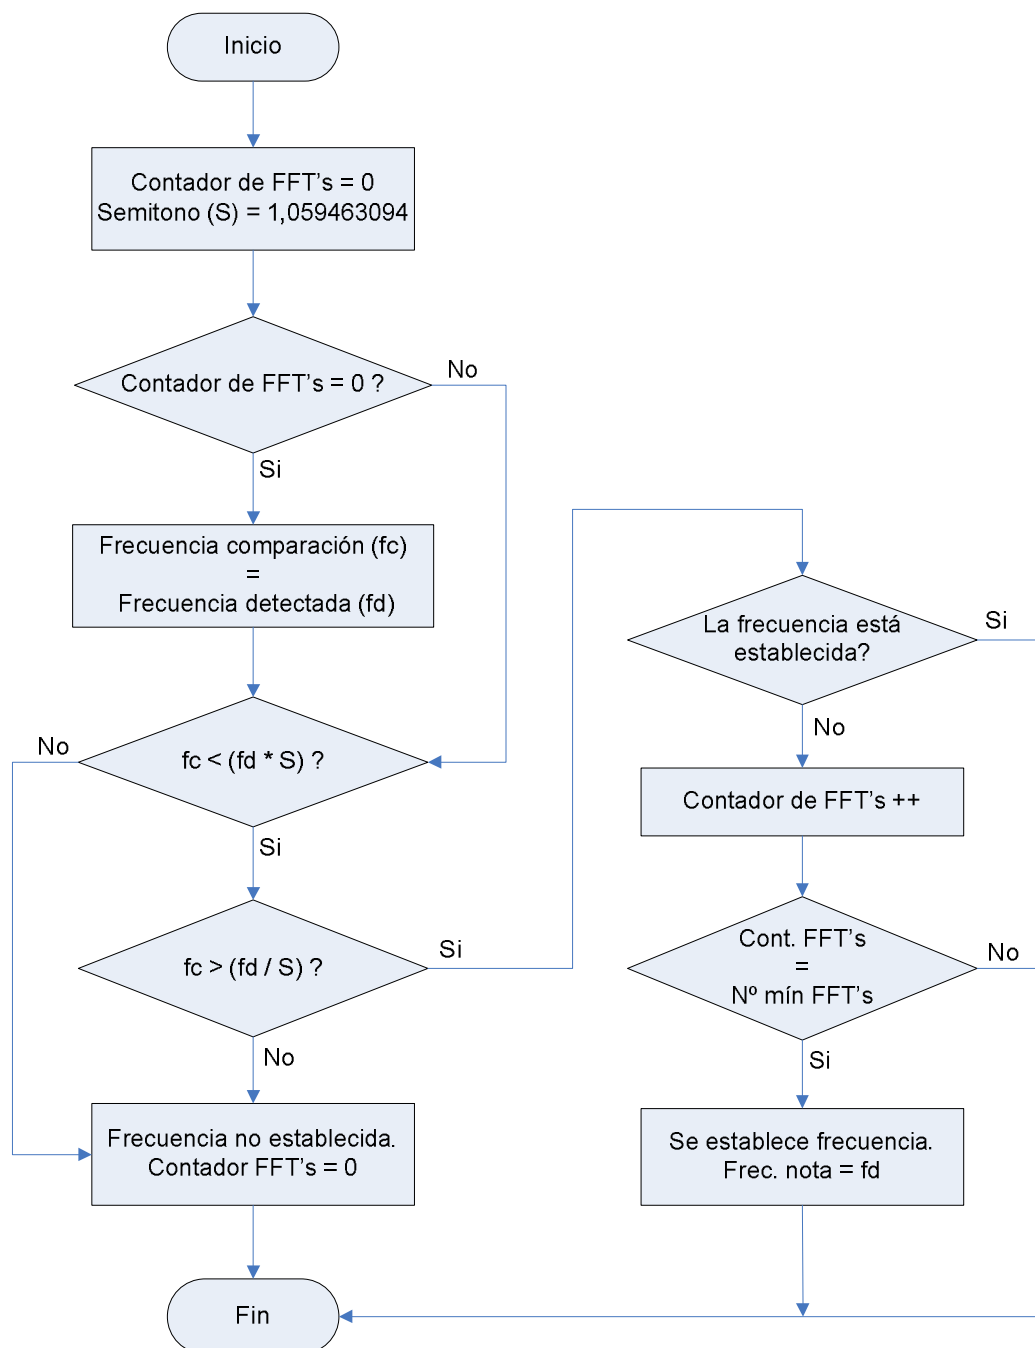 Inicio
Contador de FFT's = 0
Semitono (S) = 1,059463094
Contador de FFT's = 0 ?
No
Si
Frecuencia comparación (fc)
=
Frecuencia detectada (fd)
fc < (fd * S) ?
No
Si
fc > (fd / S) ?
Si
No
Frecuencia no establecida.
Contador FFT's = 0
Fin
La frecuencia está
establecida?
Si
No
Contador de FFT's ++
Cont. FFT's
=
Nº mín FFT's
No
Si
Se establece frecuencia.
Frec. nota = fd